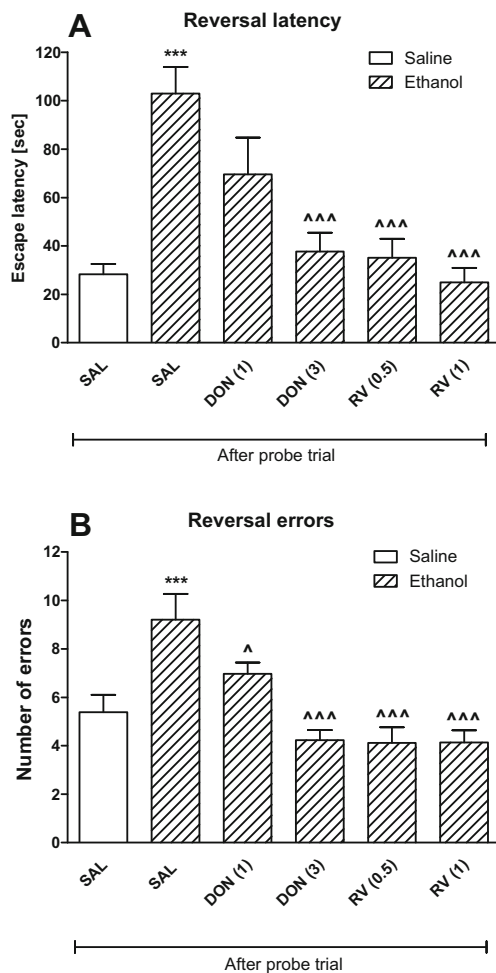 A
Reversal latency
Saline
Ethanol
Escape latency [sec]
120
100
80
60
40
20
0
***
^^^
^^^
^^^
SAL
SAL
DON (1)
DON (3)
RV (0.5)
RV (1)
After probe trial
B
Reversal errors
Saline
Ethanol
Number of errors
12
10
8
6
4
2
0
***
^
^^^
^^^
^^^
SAL
SAL
DON (1)
DON (3)
RV (0.5)
RV (1)
After probe trial